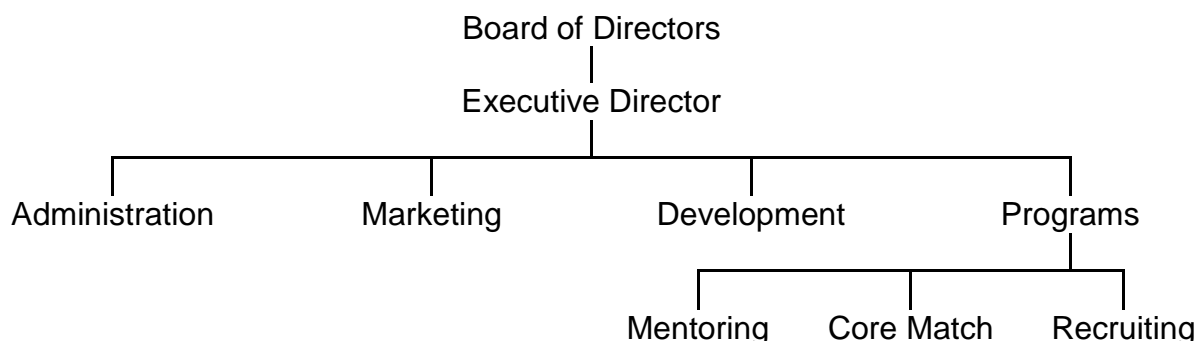 Board of Directors
Executive Director
Administration Marketing Development Programs
Mentoring Core Match Recruiting